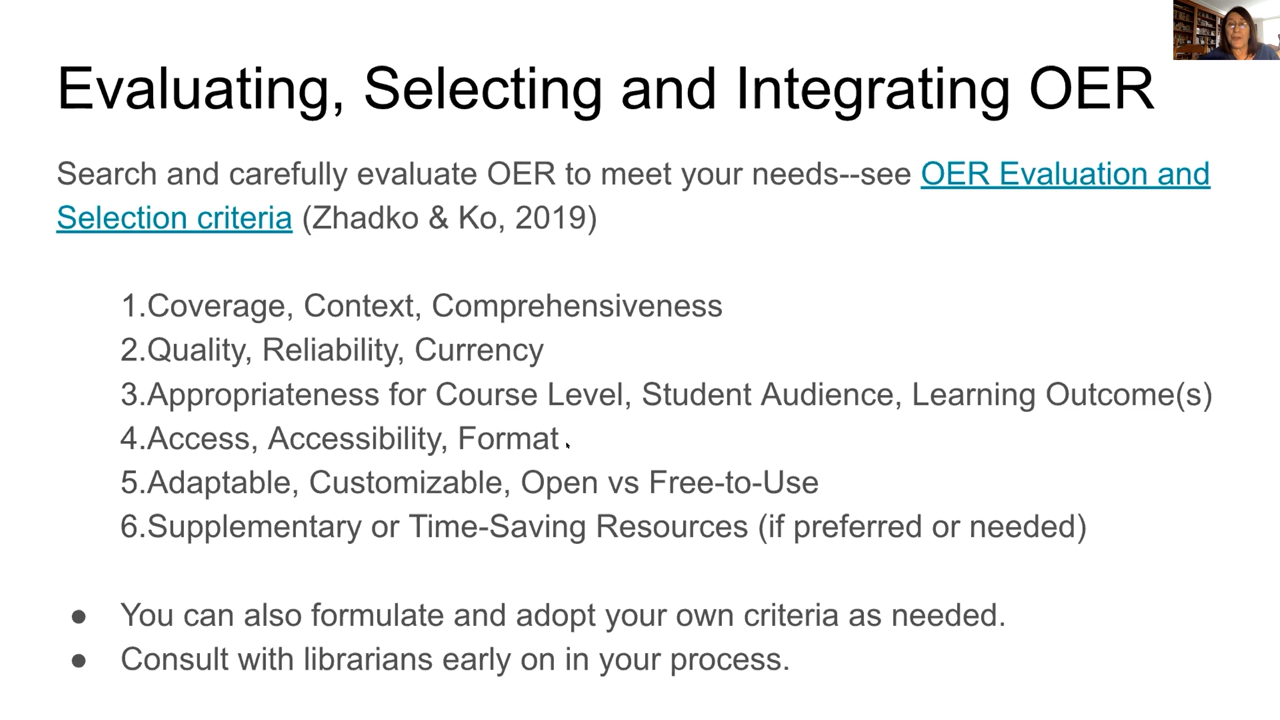 Evaluating, Selecting and Integrating OER
Search and carefully evaluate OER to meet your needs--see OER Evaluation and
Selection criteria (Zhadko & Ko, 2019)
1.Coverage, Context, Comprehensiveness
2.Quality, Reliability, Currency
3.Appropriateness for Course Level, Student Audience, Learning Outcome(s)
4.Access, Accessibility, Format
5.Adaptable, Customizable, Open vs Free-to-Use
6.Supplementary or Time-Saving Resources (if preferred or needed)
● You can also formulate and adopt your own criteria as needed.
● Consult with librarians early on in your process.